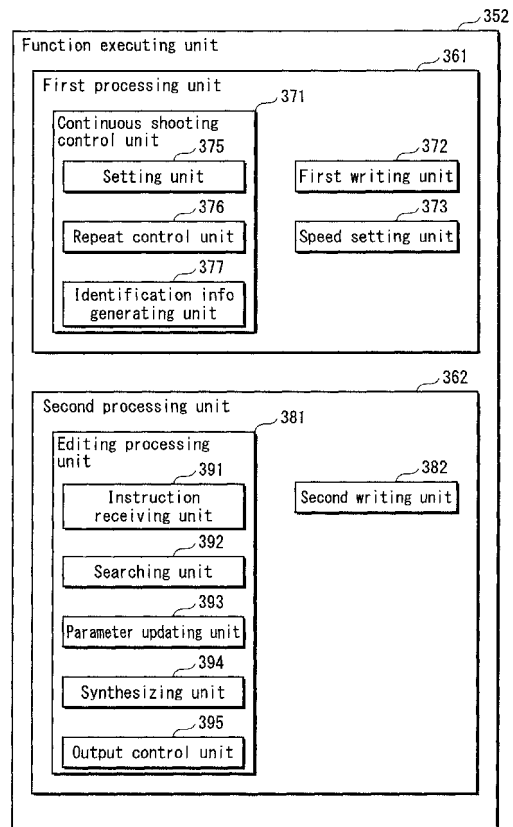 352
Function executing unit
361
First processing unit
371
Continuous shooting
control unit
375
Setting unit
372
First writing unit
376
Repeat control unit
373
Speed setting unit
377
Identification info
generating unit
362
Second processing unit
381
Editing processing
unit
391
Instruction
receiving unit
382
Second writing unit
392
Searching unit
393
Parameter updating unit
394
Synthesizing unit
395
Output control unit